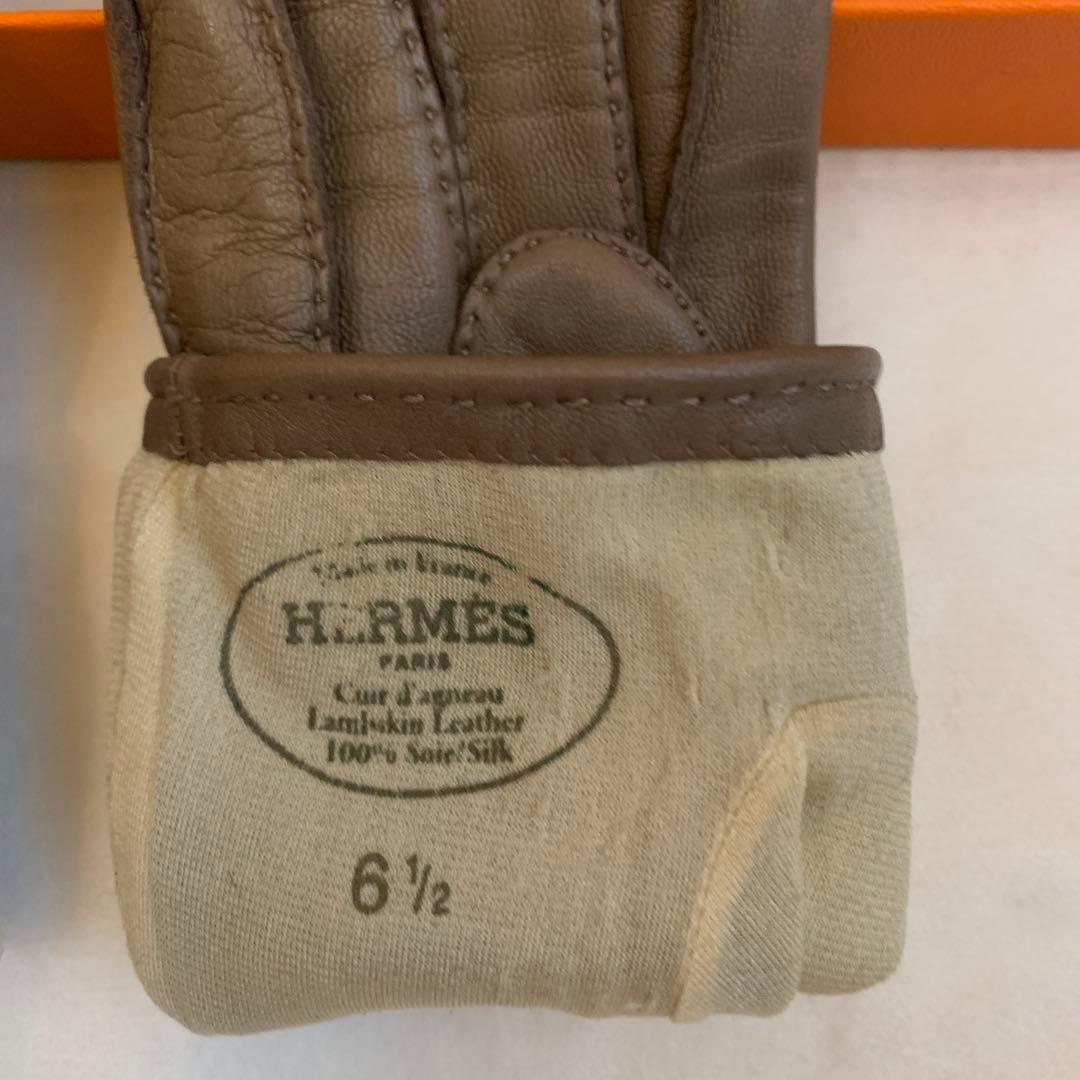 Made in France
HERMÈS
PARIS
Cuir d'agneau
Lambskin Leather
100% Soie/Silk
6 1/2